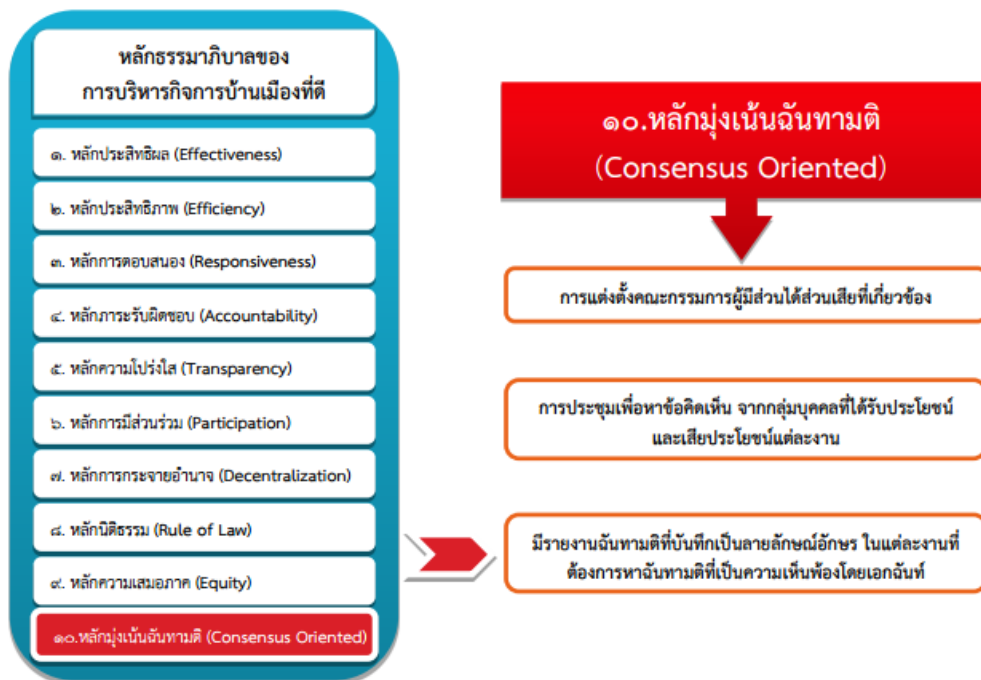 หลักธรรมาภิบาลของ
การบริหารกิจการบ้านเมืองที่ดี
๑. หลักประสิทธิผล (Effectiveness)
๒. หลักประสิทธิภาพ (Efficiency)
๓. หลักการตอบสนอง (Responsiveness)
๔. หลักภาระรับผิดชอบ (Accountability)
๕. หลักความโปร่งใส (Transparency)
๖. หลักการมีส่วนร่วม (Participation)
๗. หลักการกระจายอำนาจ (Decentralization)
๘. หลักนิติธรรม (Rule of Law)
๙. หลักความเสมอภาค (Equity)
๑๐.หลักมุ่งเน้นฉันทามติ (Consensus Oriented)
๑๐.หลักมุ่งเน้นฉันทามติ
(Consensus Oriented)
การแต่งตั้งคณะกรรมการผู้มีส่วนได้ส่วนเสียที่เกี่ยวข้อง
การประชุมเพื่อหาข้อคิดเห็น จากกลุ่มบุคคลที่ได้รับประโยชน์
และเสียประโยชน์แต่ละงาน
มีรายงานฉันทามติที่บันทึกเป็นลายลักษณ์อักษร ในแต่ละงานที่
ต้องการหาฉันทามติที่เป็นความเห็นพ้องโดยเอกฉันท์